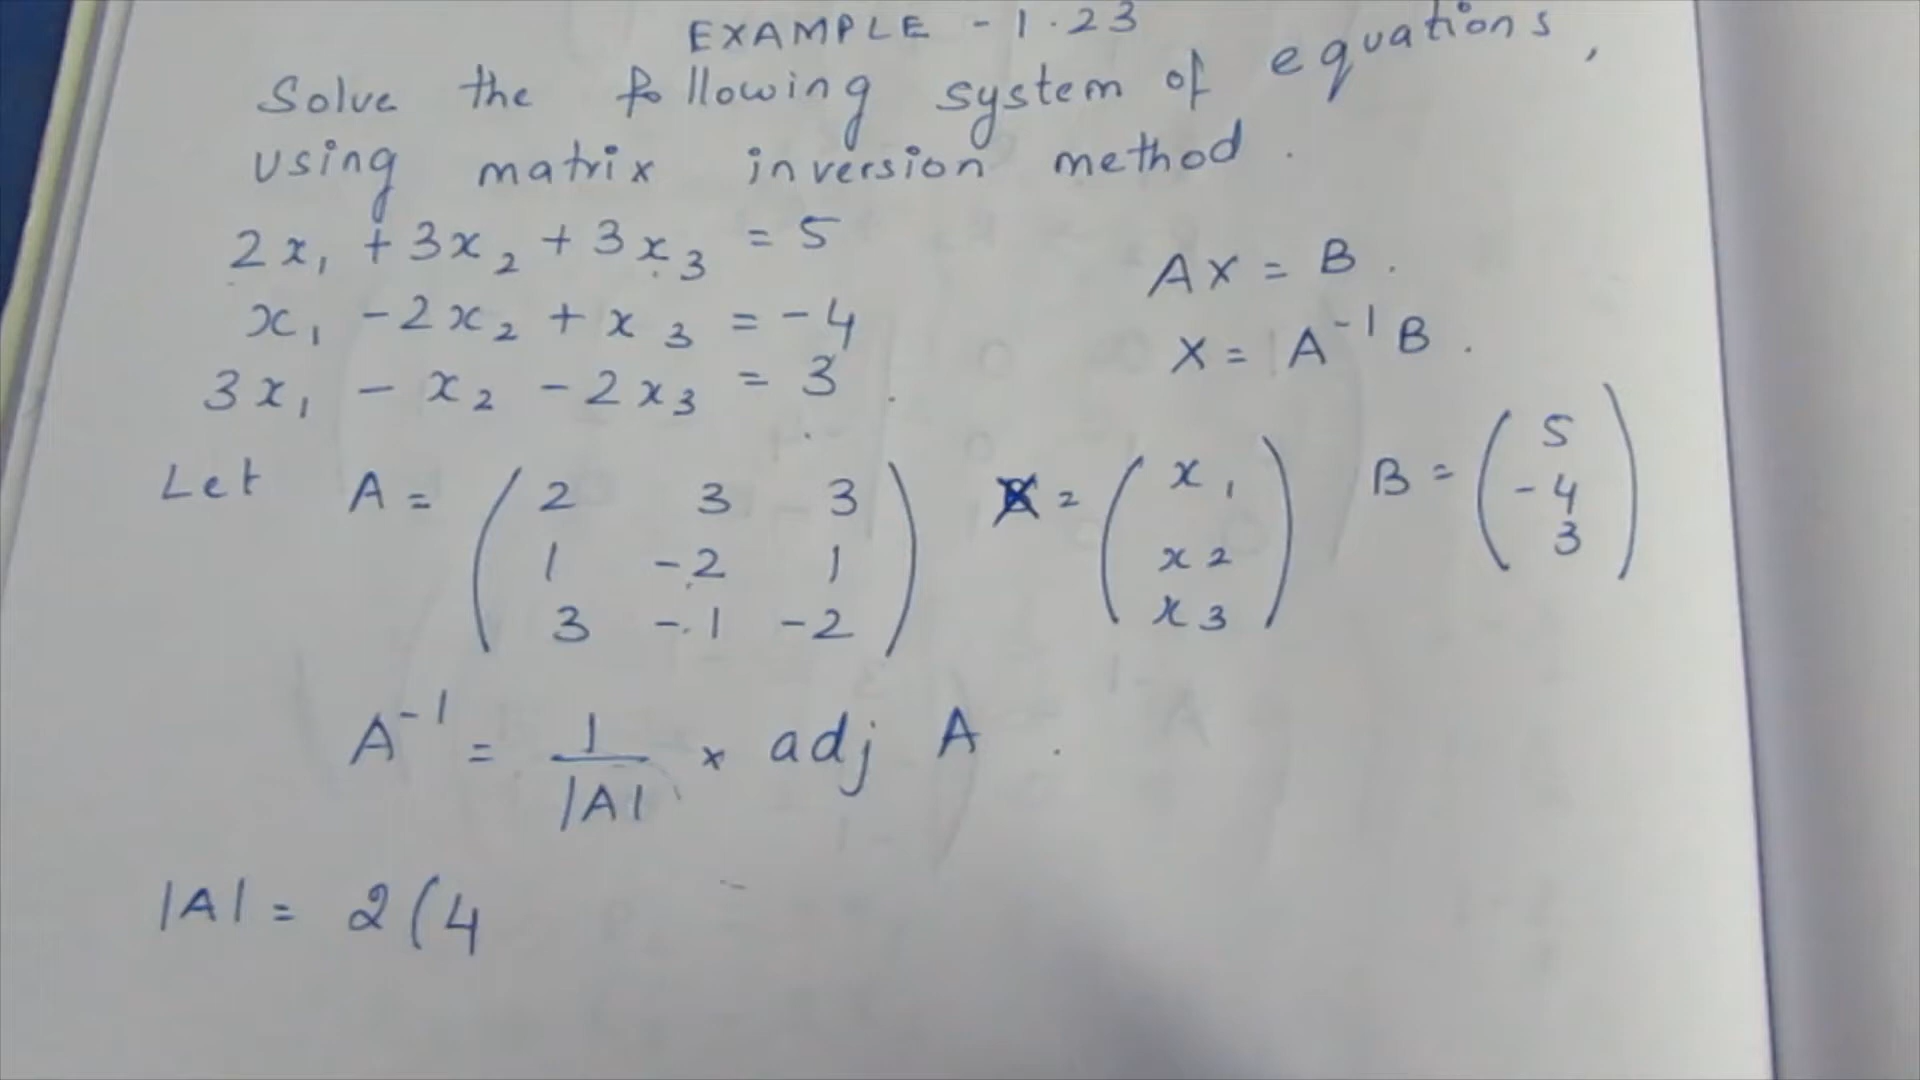 EXAMPLE - 1.23
Solve the following system of equations,
using matrix inversion method.
2x₁ + 3x₂ + 3x₃ = 5
x₁ - 2x₂ + x₃ = -4
3x₁ - x₂ - 2x₃ = 3.
AX = B.
X = A⁻¹B.
Let A = ( 2 3 3
1 -2 1
3 -1 -2 )
X = ( x₁
x₂
x₃ )
B = ( 5
-4
3 )
A⁻¹ = 1/|A| × adj A.
|A| = 2(4